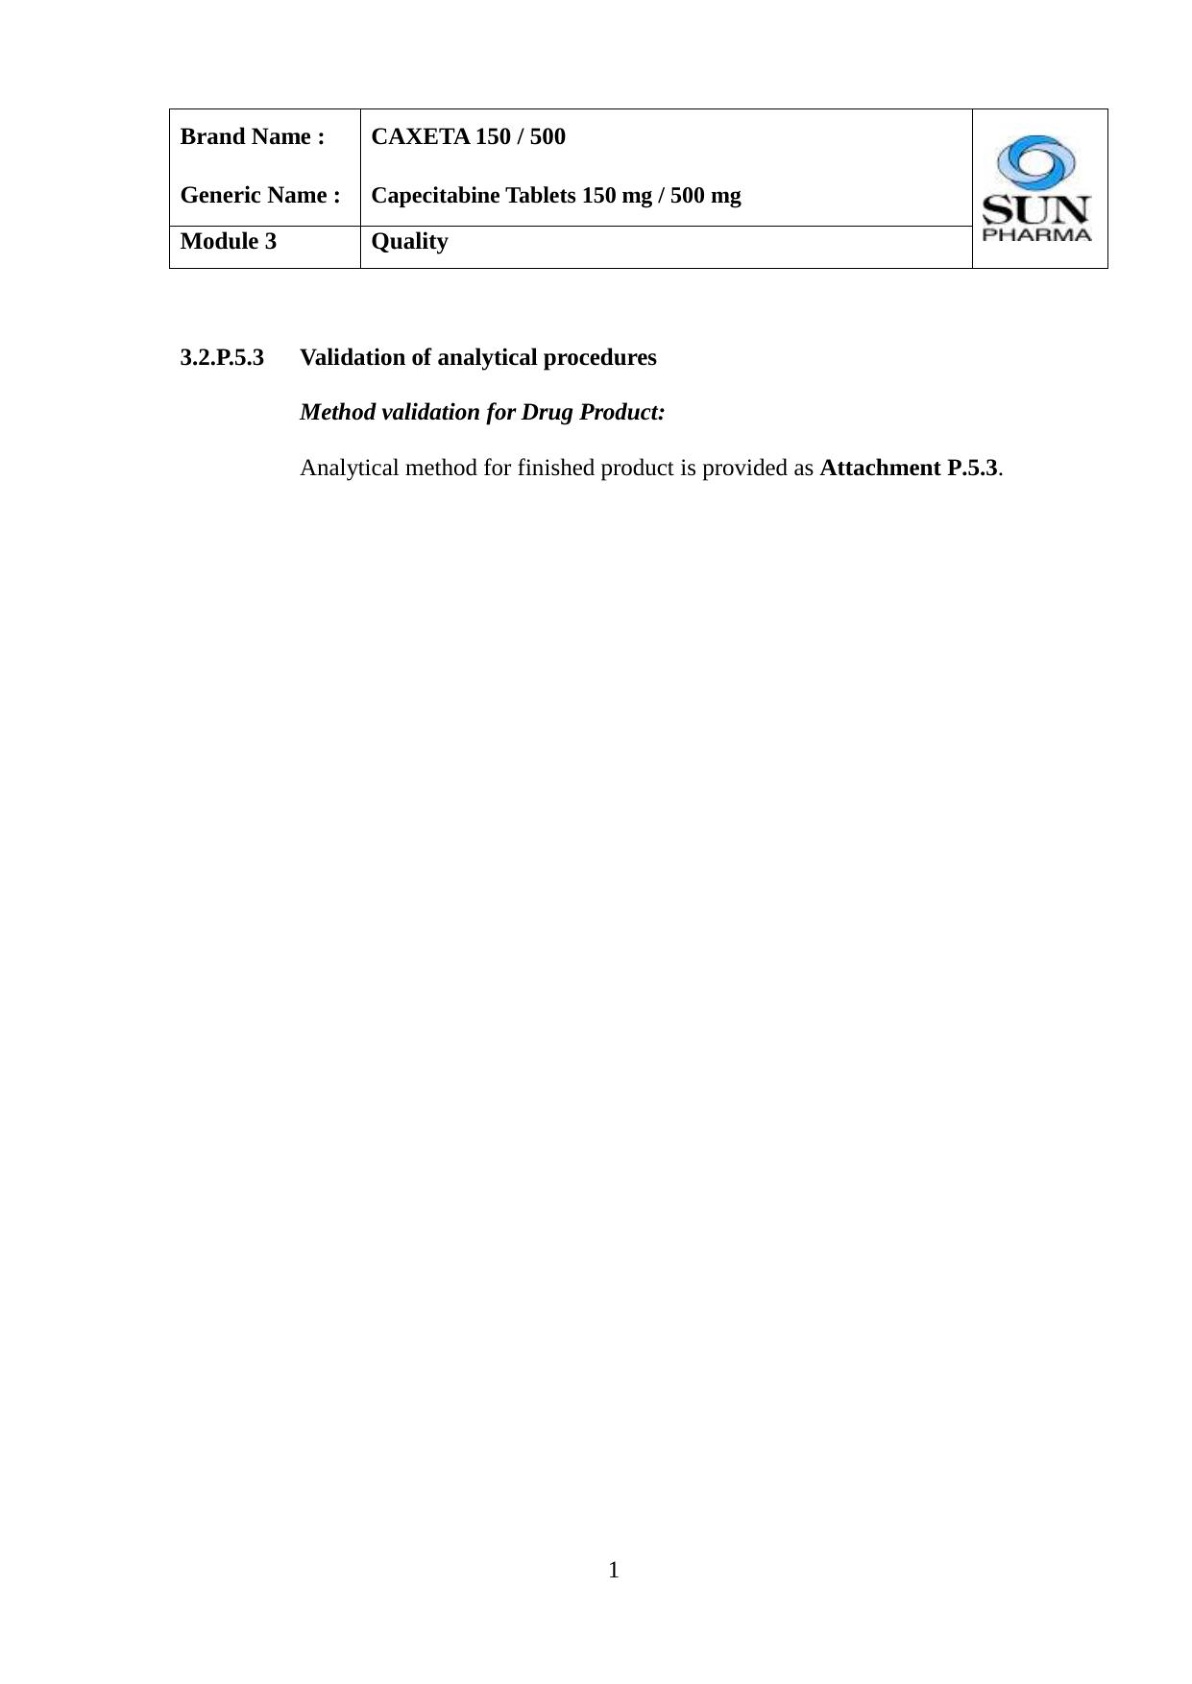 Brand Name : CAXETA 150 / 500
Generic Name : Capecitabine Tablets 150 mg / 500 mg
SUN
PHARMA
Module 3 Quality
3.2.P.5.3 Validation of analytical procedures
Method validation for Drug Product:
Analytical method for finished product is provided as Attachment P.5.3.
1